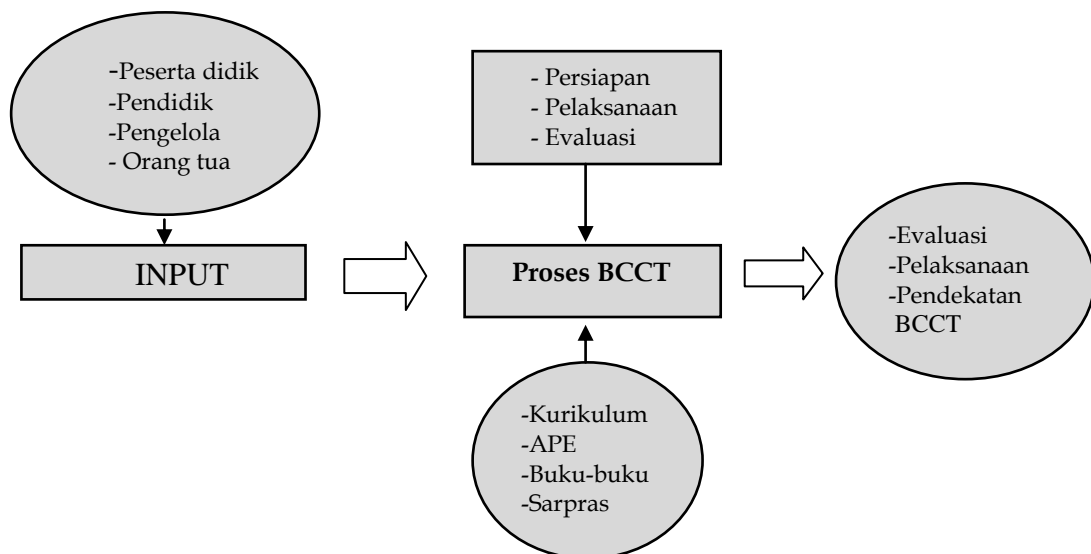 -Peserta didik
-Pendidik
-Pengelola
- Orang tua
INPUT
- Persiapan
- Pelaksanaan
- Evaluasi
Proses BCCT
-Kurikulum
-APE
-Buku-buku
-Sarpras
-Evaluasi
-Pelaksanaan
-Pendekatan
BCCT